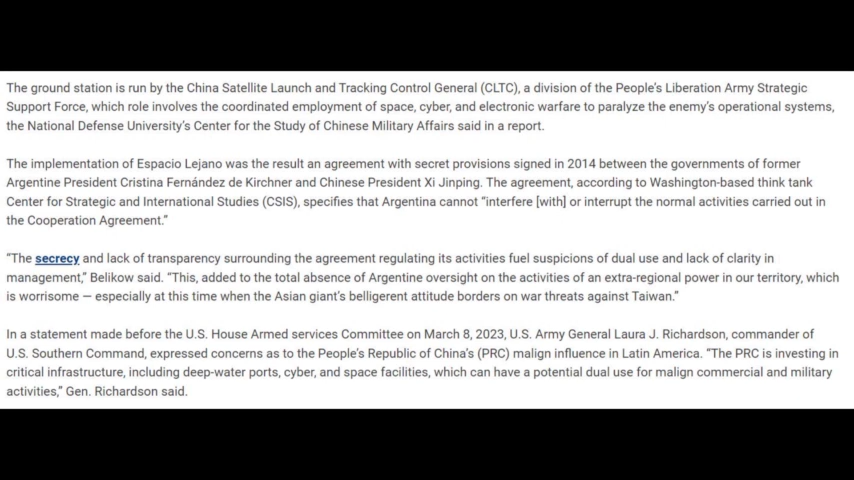 The ground station is run by the China Satellite Launch and Tracking Control General (CLTC), a division of the People's Liberation Army Strategic
Support Force, which role involves the coordinated employment of space, cyber, and electronic warfare to paralyze the enemy's operational systems,
the National Defense University's Center for the Study of Chinese Military Affairs said in a report.
The implementation of Espacio Lejano was the result an agreement with secret provisions signed in 2014 between the governments of former
Argentine President Cristina Fernández de Kirchner and Chinese President Xi Jinping. The agreement, according to Washington-based think tank
Center for Strategic and International Studies (CSIS), specifies that Argentina cannot “interfere [with] or interrupt the normal activities carried out in
the Cooperation Agreement.”
“The secrecy and lack of transparency surrounding the agreement regulating its activities fuel suspicions of dual use and lack of clarity in
management,” Belikow said. “This, added to the total absence of Argentine oversight on the activities of an extra-regional power in our territory, which
is worrisome — especially at this time when the Asian giant's belligerent attitude borders on war threats against Taiwan.”
In a statement made before the U.S. House Armed services Committee on March 8, 2023, U.S. Army General Laura J. Richardson, commander of
U.S. Southern Command, expressed concerns as to the People's Republic of China's (PRC) malign influence in Latin America. “The PRC is investing in
critical infrastructure, including deep-water ports, cyber, and space facilities, which can have a potential dual use for malign commercial and military
activities,” Gen. Richardson said.